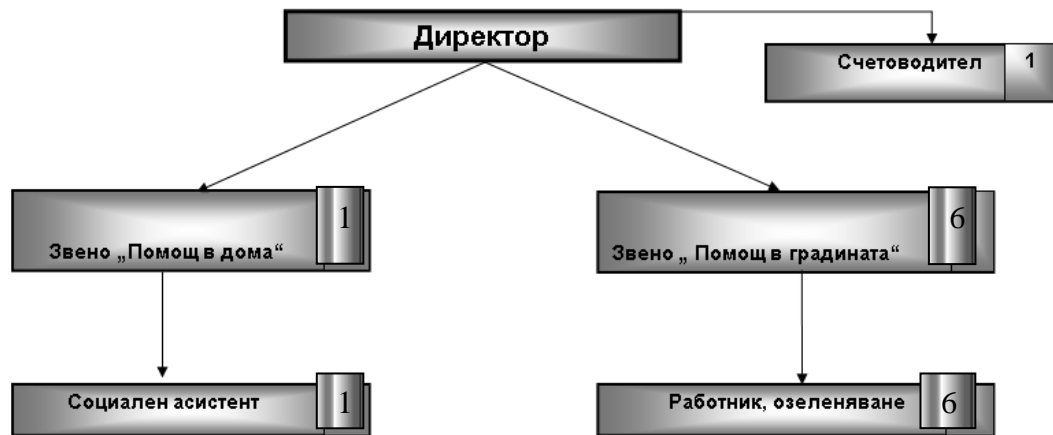 Директор
Счетоводител 1
Звено „Помощ в дома“ 1
Звено „ Помощ в градината“ 6
Социален асистент 1
Работник, озеленяване 6